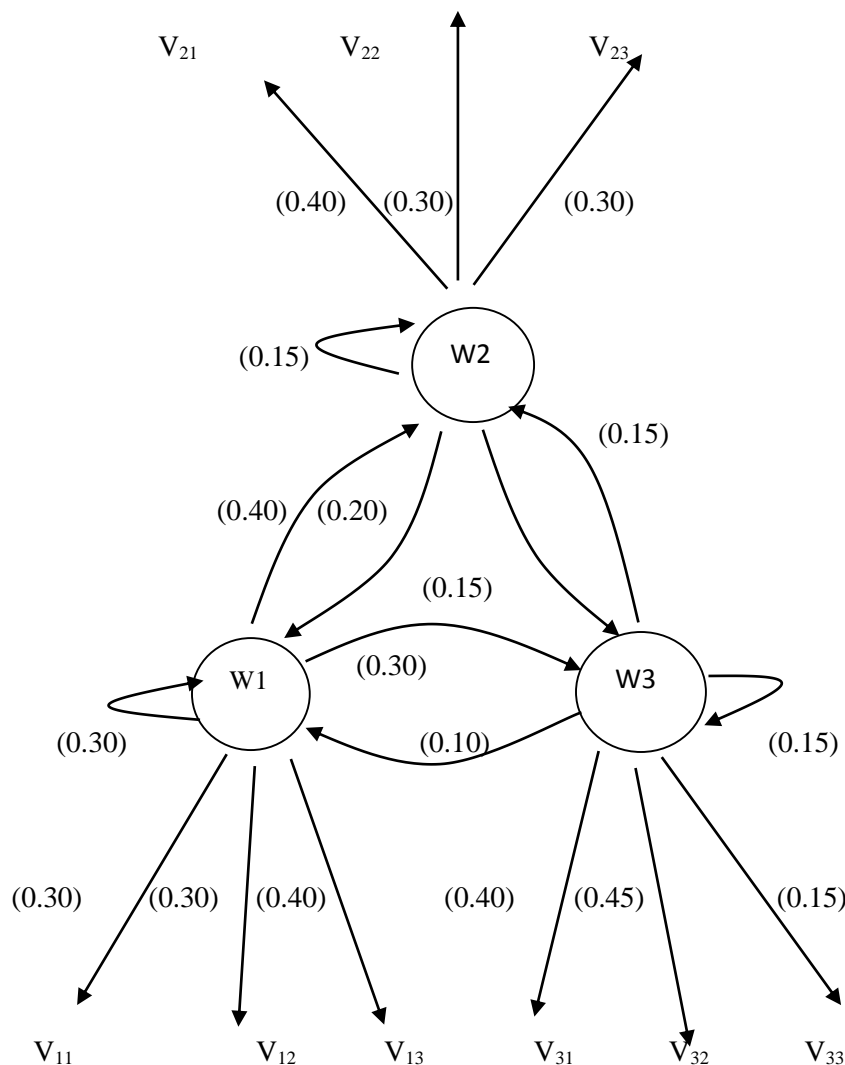 V₂₁ V₂₂ V₂₃
(0.40) (0.30) (0.30)
(0.15) W2
(0.15)
(0.40) (0.20)
(0.15)
W1 (0.30) W3
(0.30) (0.10) (0.15)
(0.30) (0.30) (0.40) (0.40) (0.45) (0.15)
V₁₁ V₁₂ V₁₃ V₃₁ V₃₂ V₃₃